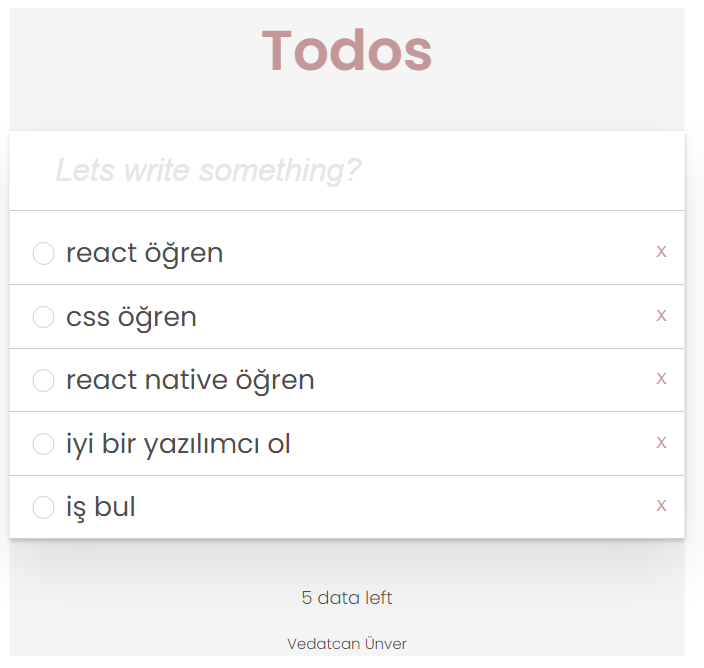 Todos
Lets write something?
react öğren x
css öğren x
react native öğren x
iyi bir yazılımcı ol x
iş bul x
5 data left
Vedatcan Ünver